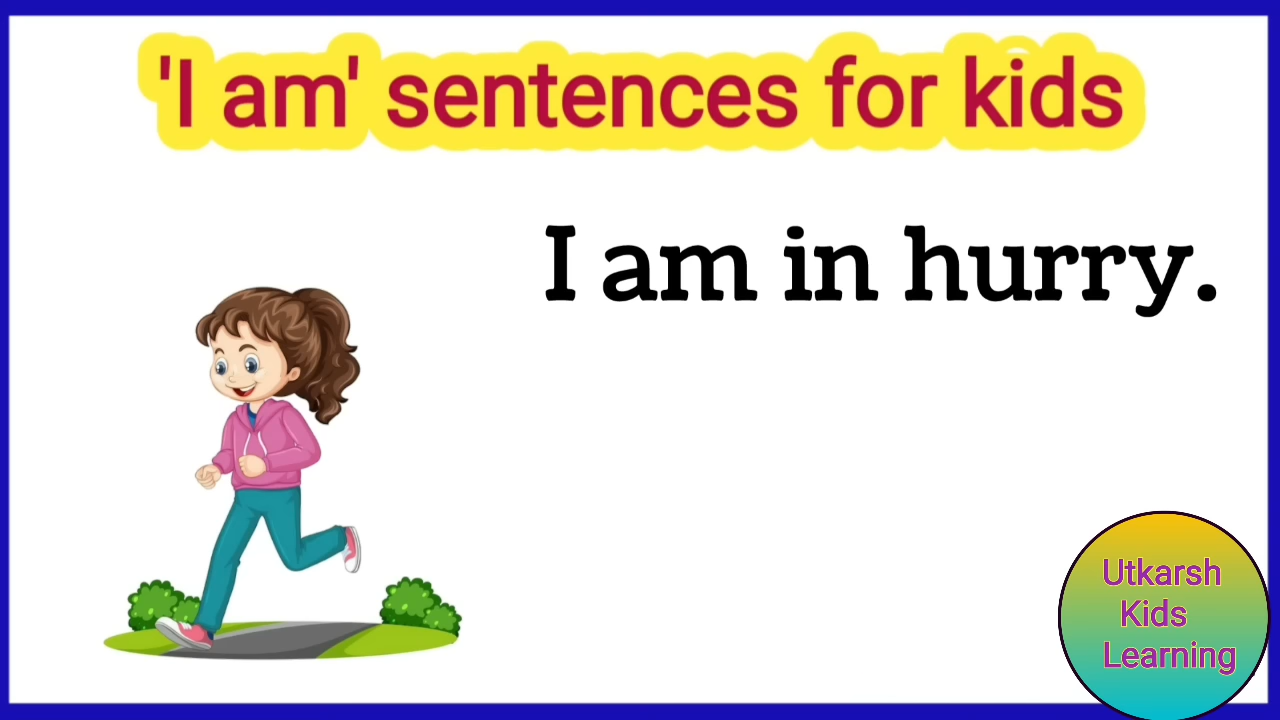 'I am' sentences for kids
I am in hurry.
Utkarsh
Kids
Learning